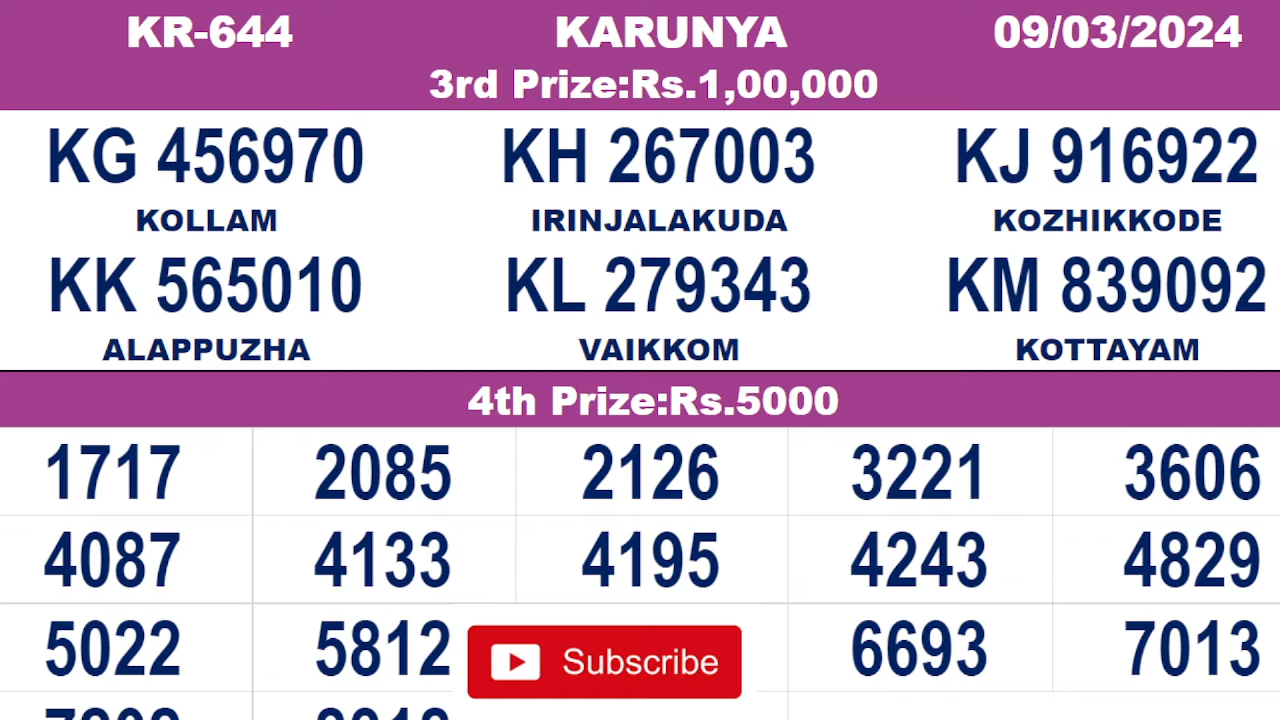 KR-644 KARUNYA 09/03/2024
3rd Prize:Rs.1,00,000
KG 456970 KH 267003 KJ 916922
KOLLAM IRINJALAKUDA KOZHIKKODE
KK 565010 KL 279343 KM 839092
ALAPPUZHA VAIKKOM KOTTAYAM
4th Prize:Rs.5000
1717 2085 2126 3221 3606
4087 4133 4195 4243 4829
5022 5812 Subscribe 6693 7013